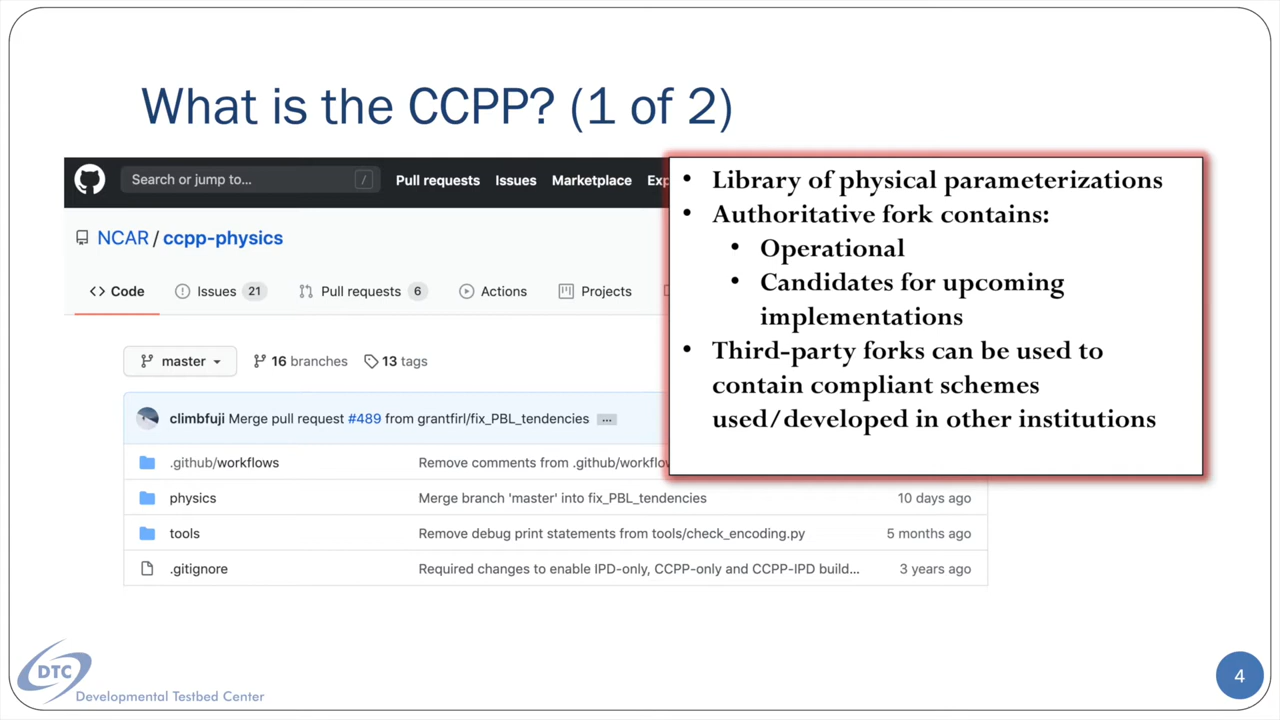 What is the CCPP? (1 of 2)
Search or jump to... /
Pull requests Issues Marketplace Exp
NCAR / ccpp-physics
<> Code Issues 21 Pull requests 6 Actions Projects
master 16 branches 13 tags
climbfuji Merge pull request #489 from grantfirl/fix_PBL_tendencies ...
.github/workflows Remove comments from .github/workflow
physics Merge branch 'master' into fix_PBL_tendencies 10 days ago
tools Remove debug print statements from tools/check_encoding.py 5 months ago
.gitignore Required changes to enable IPD-only, CCPP-only and CCPP-IPD build... 3 years ago
• Library of physical parameterizations
• Authoritative fork contains:
• Operational
• Candidates for upcoming
implementations
• Third-party forks can be used to
contain compliant schemes
used/developed in other institutions
DTC
Developmental Testbed Center
4